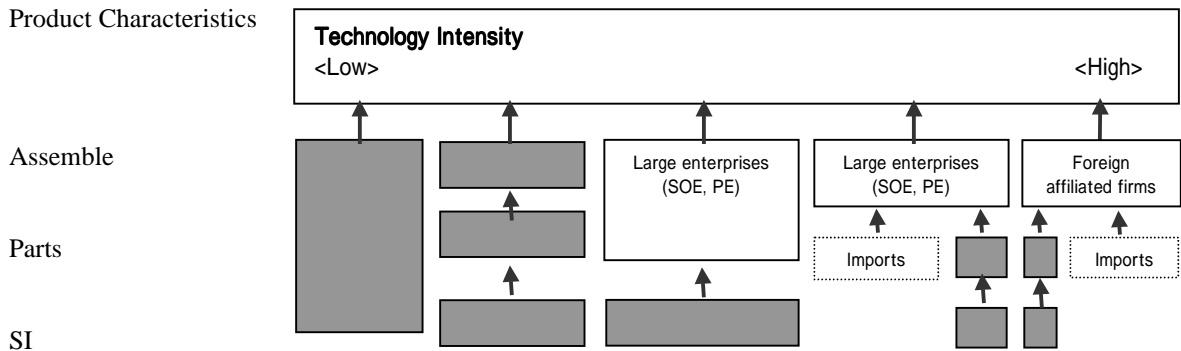 Product Characteristics
Technology Intensity
<Low> <High>
Assemble
Large enterprises
(SOE, PE)
Large enterprises
(SOE, PE)
Foreign
affiliated firms
Parts
Imports
Imports
SI